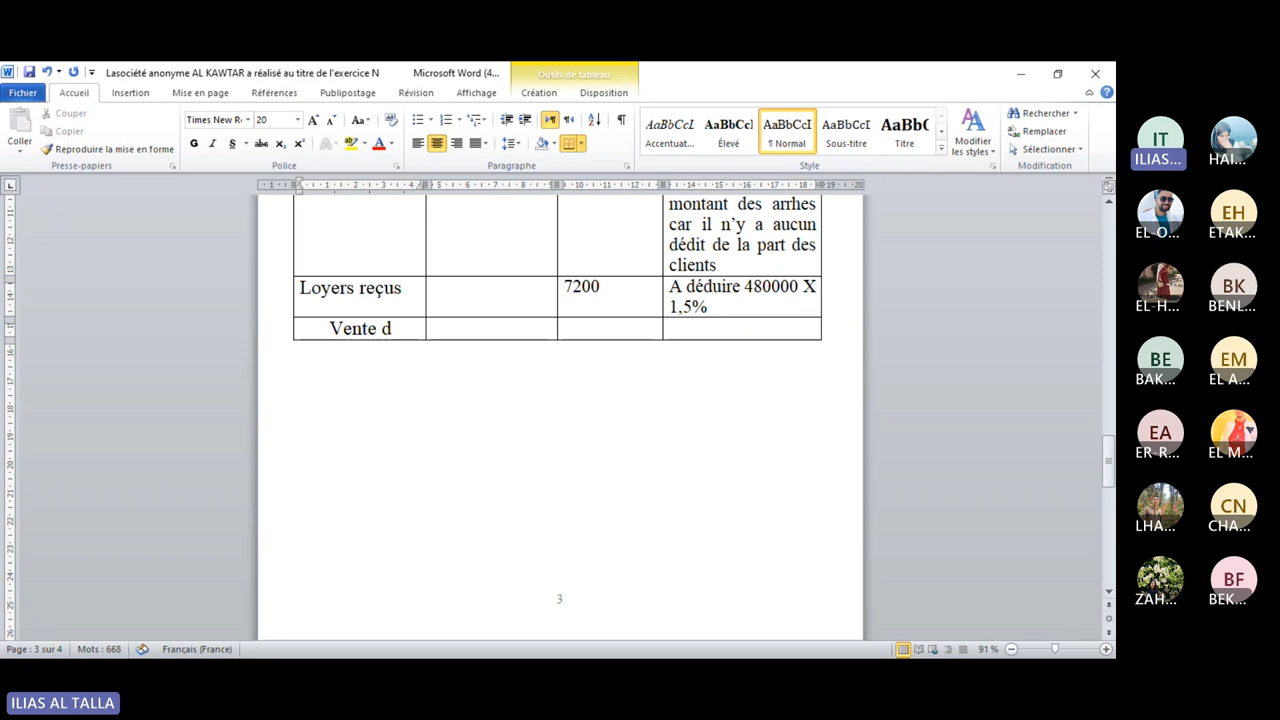 Lasociété anonyme AL KAWTAR a réalisé au titre de l'exercice N
Microsoft Word (4...
Outils de tableau
Fichier Accueil Insertion Mise en page Références Publipostage Révision Affichage Création Disposition
Coller
Couper
Copier
Reproduire la mise en forme
Presse-papiers
Times New R 20
G I S abc x₂ x²
Police
Paragraphe
AaBbCcL AaBbCcI AaBbCcI AaBbCcI AaBb(
Accentuat... Élevé ¶ Normal Sous-titre Titre
Modifier
les styles
Style
Rechercher
Remplacer
Sélectionner
Modification
montant des arrhes
car il n'y a aucun
dédit de la part des
clients
Loyers reçus 7200 A déduire 480000 X
1,5%
Vente d
3
Page : 3 sur 4 Mots : 668 Français (France) 91 %
IT
ILIAS... HAI...
EH
EL-O... ETAK...
BK
EL-H... BENL...
BE EM
BAK... EL A...
EA
ER-R... EL M...
CN
LHA... CHA...
BF
ZAH... BEK...
ILIAS AL TALLA